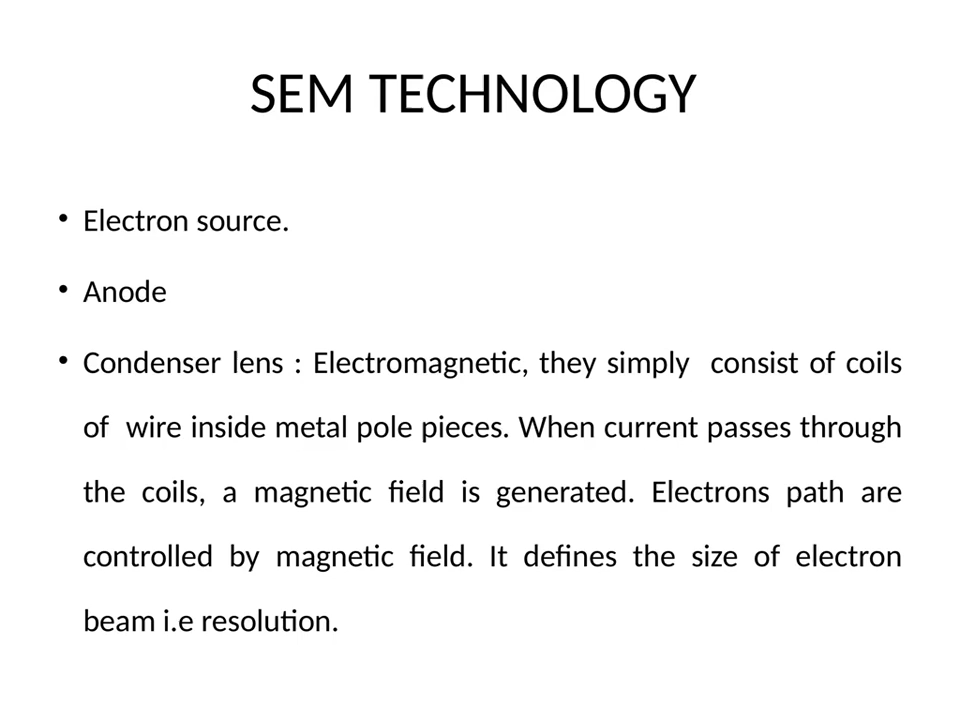 SEM TECHNOLOGY
• Electron source.
• Anode
• Condenser lens : Electromagnetic, they simply  consist of coils
of  wire inside metal pole pieces. When current passes through
the coils, a magnetic field is generated. Electrons path are
controlled by magnetic field. It defines the size of electron
beam i.e resolution.